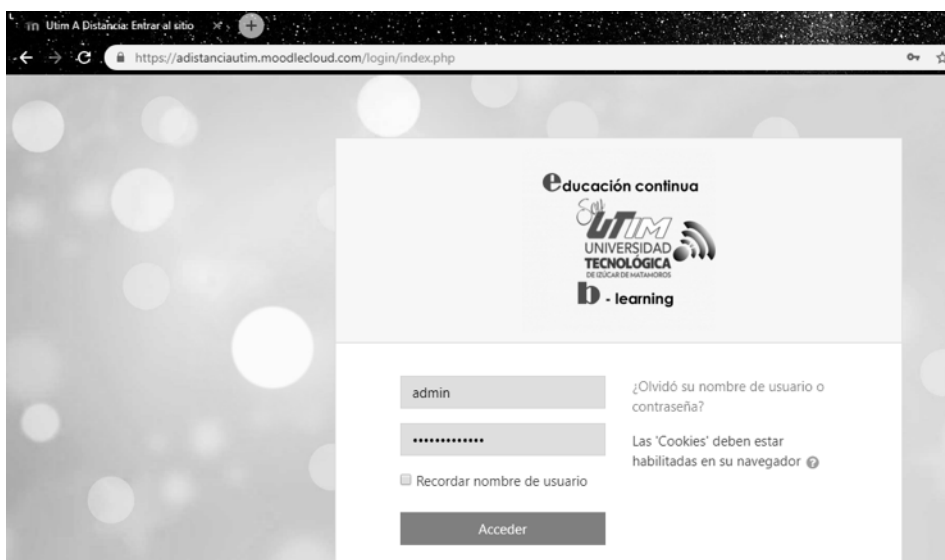 Utim A Distancia: Entrar al sitio
https://adistanciautim.moodlecloud.com/login/index.php
educación continua
Soy
UTIM
UNIVERSIDAD
TECNOLÓGICA
DE IZÚCAR DE MATAMOROS
b - learning
admin
•••••••••••••
Recordar nombre de usuario
Acceder
¿Olvidó su nombre de usuario o
contraseña?
Las 'Cookies' deben estar
habilitadas en su navegador